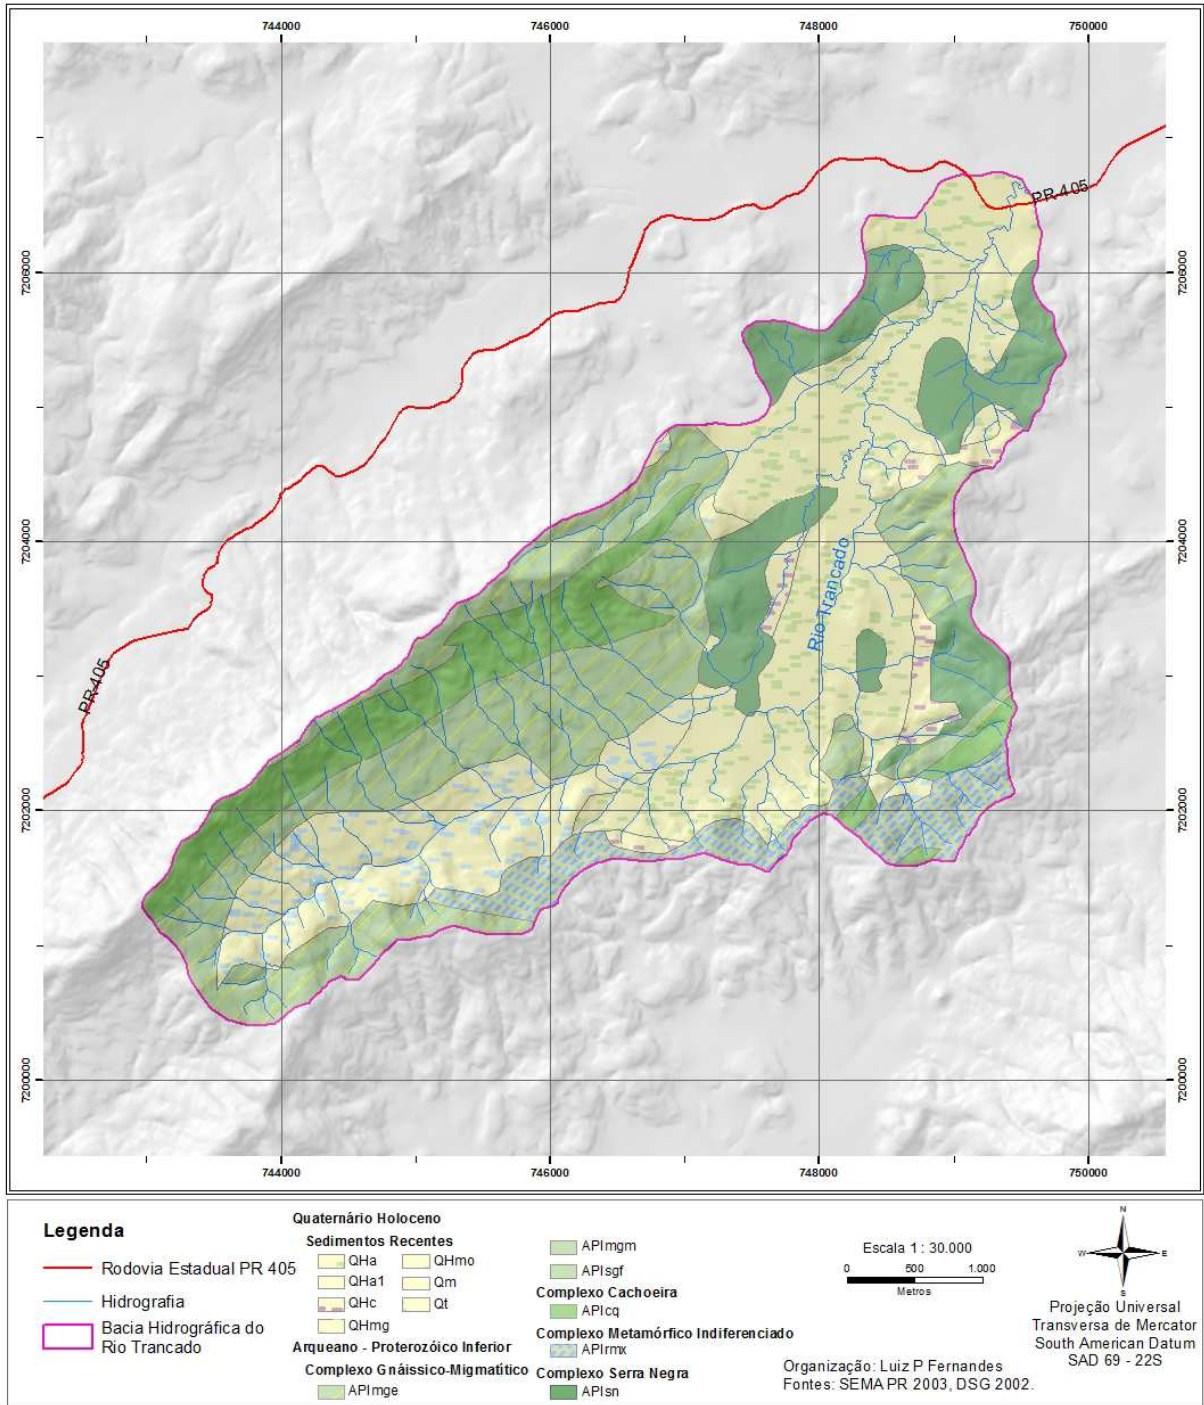 744000 746000 748000 750000
PR 405
7206000 7206000
7204000 7204000
Rio Trancado
PR405
7202000 7202000
7200000 7200000
744000 746000 748000 750000
Legenda
Rodovia Estadual PR 405
Hidrografia
Bacia Hidrográfica do
Rio Trancado
Quaternário Holoceno
Sedimentos Recentes
QHa QHmo
QHa1 Qm
QHc Qt
QHmg
Arqueano - Proterozóico Inferior
Complexo Gnáissico-Migmatítico
APImge
APImgm
APIsgf
Complexo Cachoeira
APIcq
Complexo Metamórfico Indiferenciado
APIrmx
Complexo Serra Negra
APIsn
Escala 1 : 30.000
0 500 1.000
Metros
Organização: Luiz P Fernandes
Fontes: SEMA PR 2003, DSG 2002.
N
W E
S
Projeção Universal
Transversa de Mercator
South American Datum
SAD 69 - 22S